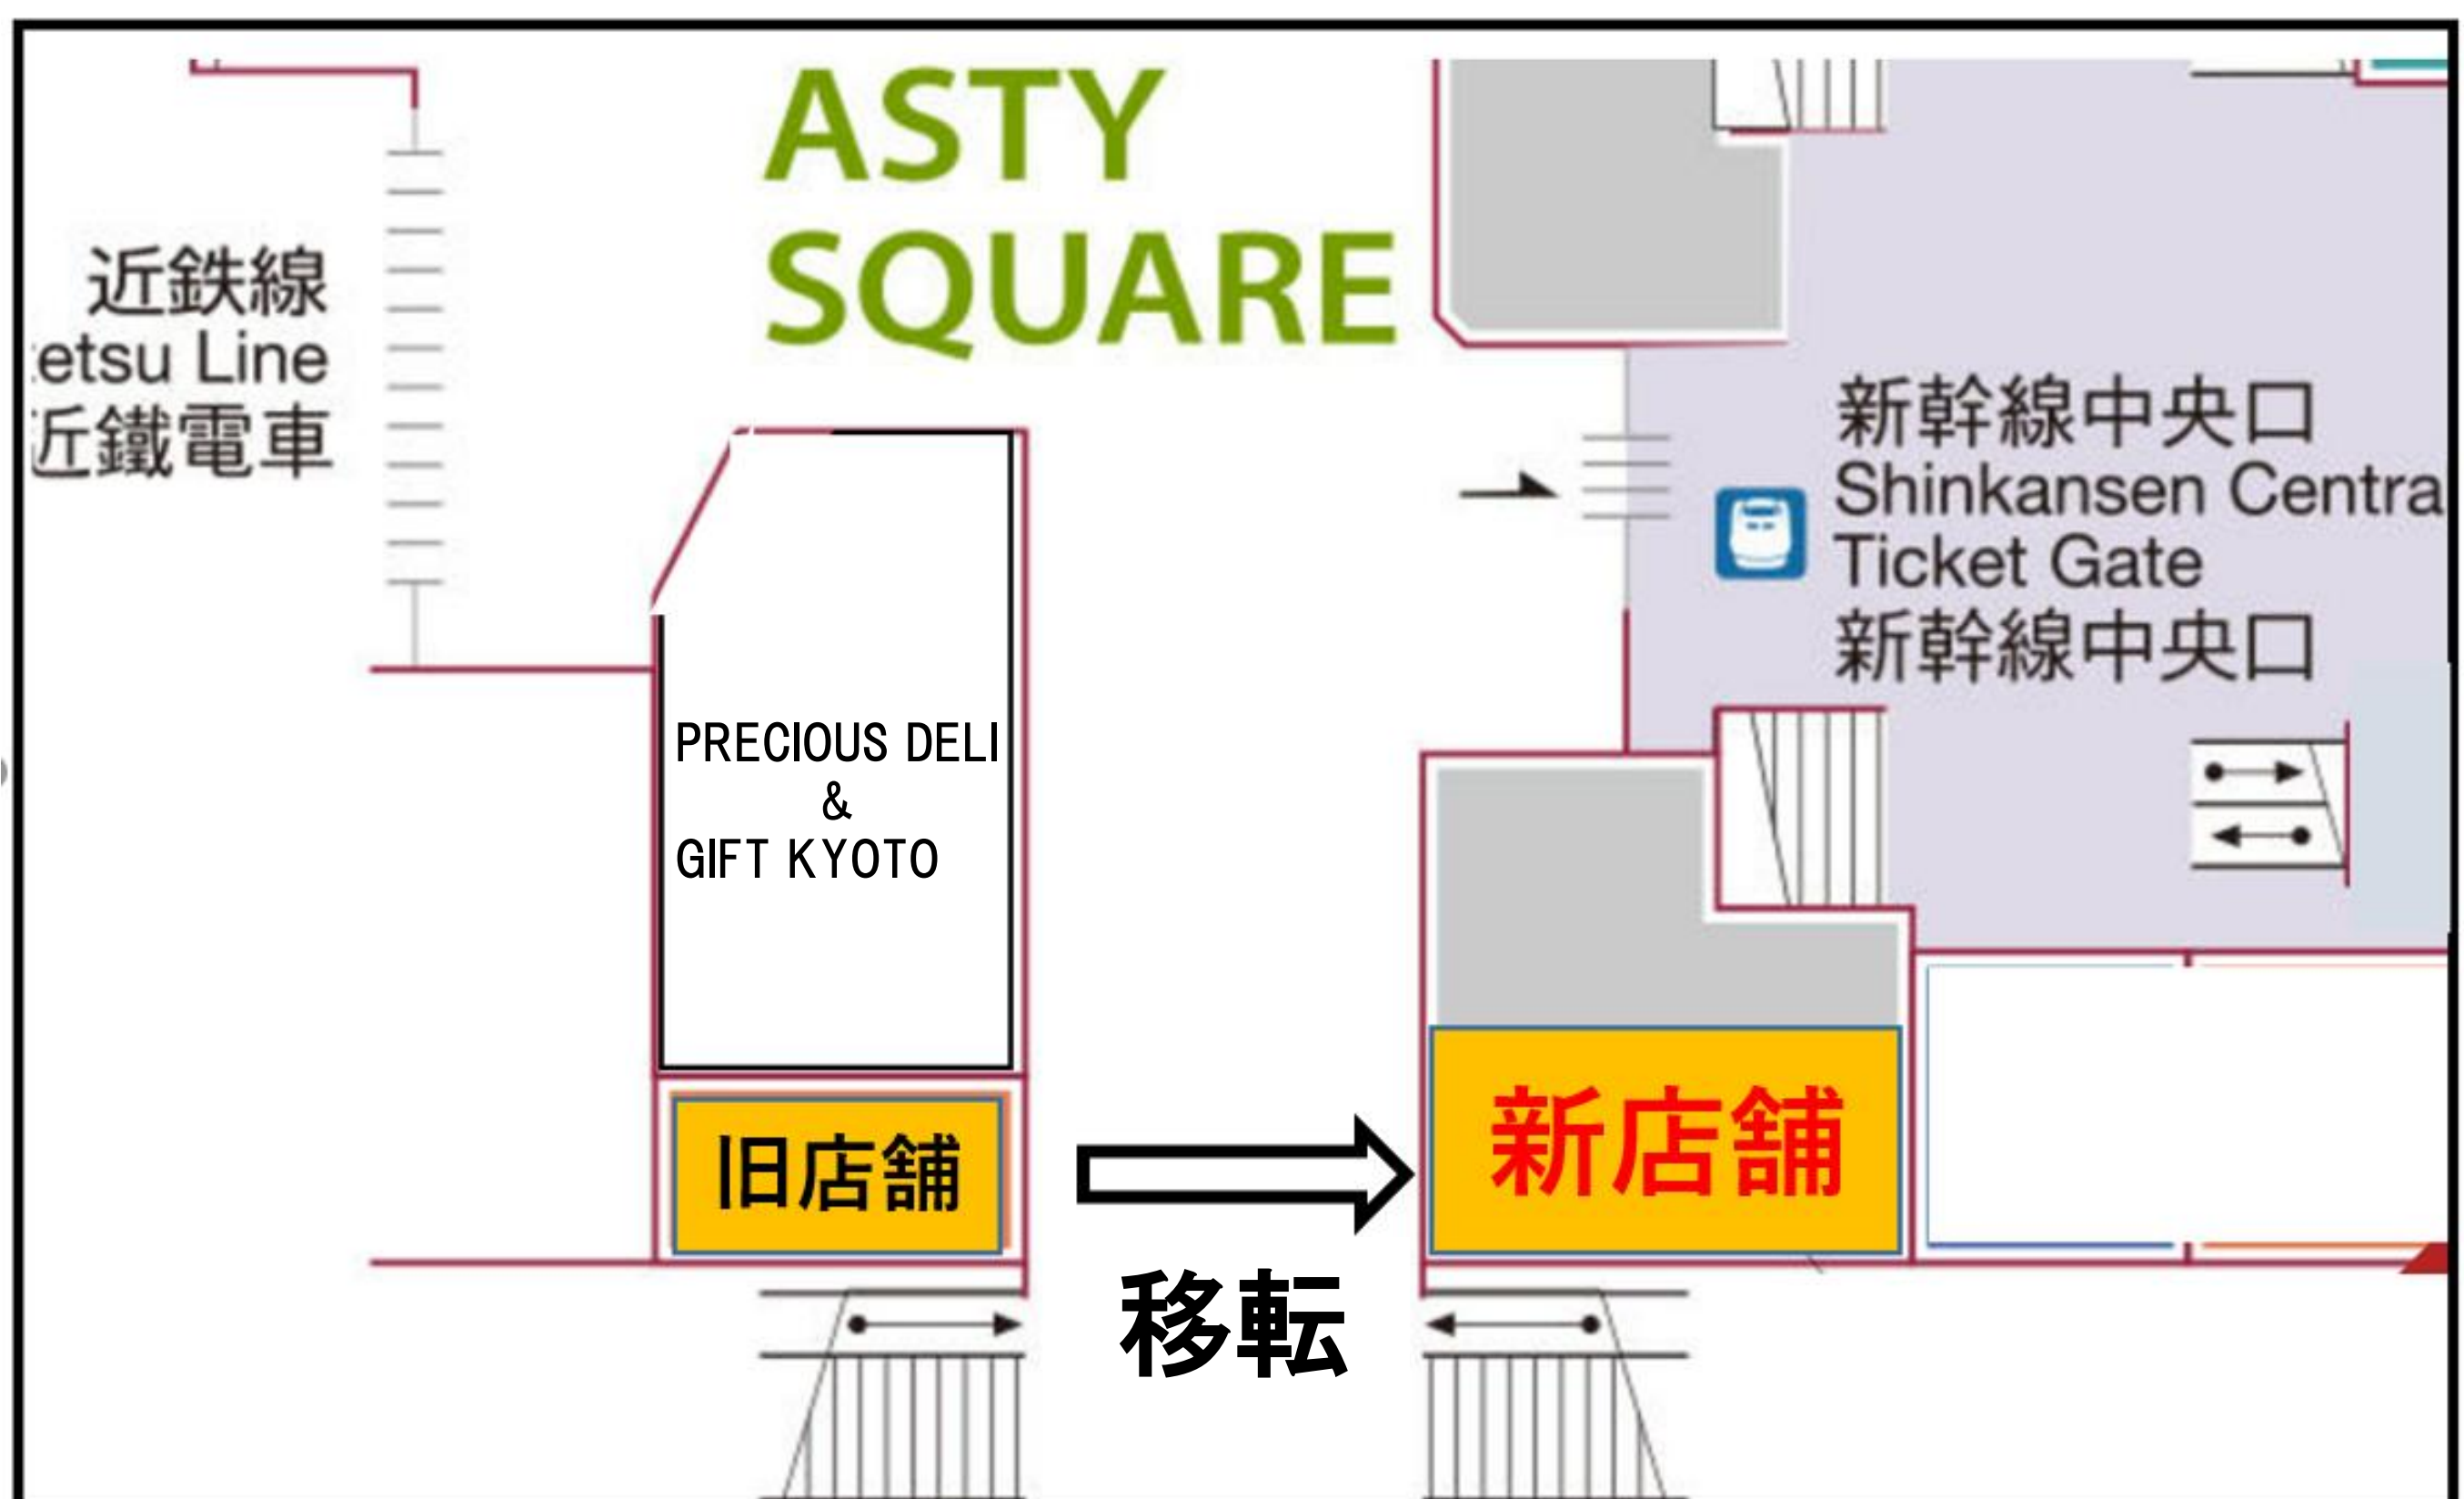 ASTY
SQUARE
近鉄線
etsu Line
近鐵電車
新幹線中央口
Shinkansen Centra
Ticket Gate
新幹線中央口
PRECIOUS DELI
&
GIFT KYOTO
旧店舗
新店舗
移転